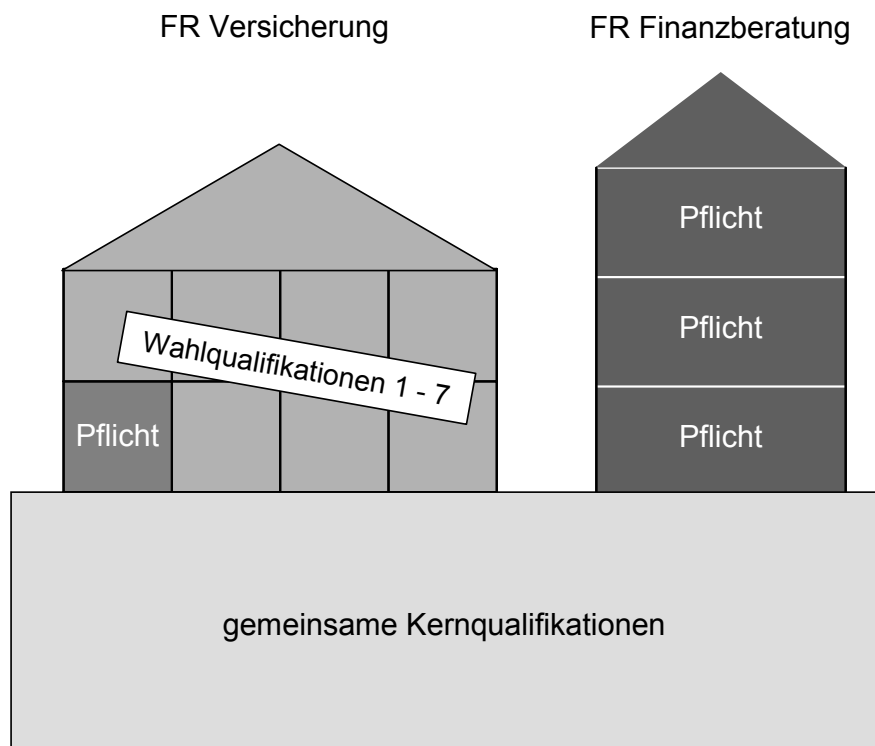 FR Versicherung
FR Finanzberatung
Wahlqualifikationen 1 - 7
Pflicht
Pflicht
Pflicht
Pflicht
gemeinsame Kernqualifikationen